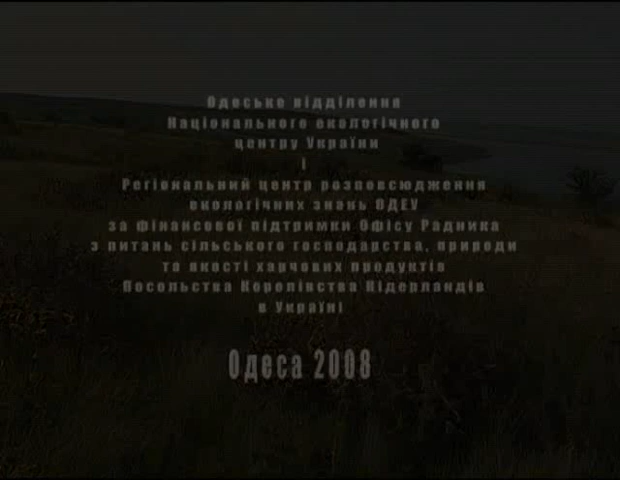 Одеське відділення
Національного екологічного
центру України
і
Регіональний центр розповсюдження
екологічних знань ОДЕУ
за фінансової підтримки Офісу Радника
з питань сільського господарства, природи
та якості харчових продуктів
Посольства Королівства Нідерландів
в Україні
Одеса 2008